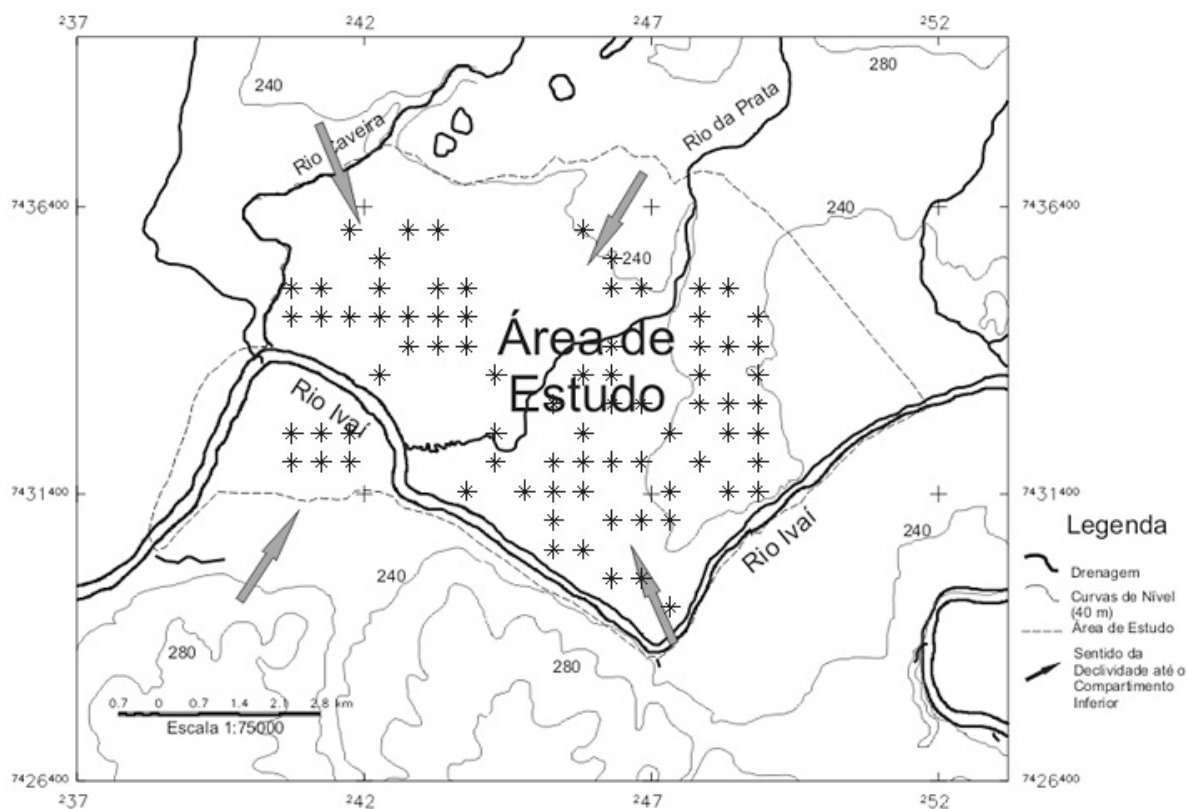 ²37 ²42 ²47 ²52
280
240
Rio Caveira
Rio da Prata
7⁴36⁴⁰⁰ 240 7⁴36⁴⁰⁰
240
Área de
Estudo
Rio Ivaí
7⁴31⁴⁰⁰ 7⁴31⁴⁰⁰
Rio Ivaí
240
240
280
280
0.7 0 0.7 1.4 2.1 2.8 km
Escala 1:75000
Legenda
Drenagem
Curvas de Nível
(40 m)
Área de Estudo
Sentido da
Declividade até o
Compartimento
Inferior
7⁴26⁴⁰⁰ 7⁴26⁴⁰⁰
²37 ²42 ²47 ²52